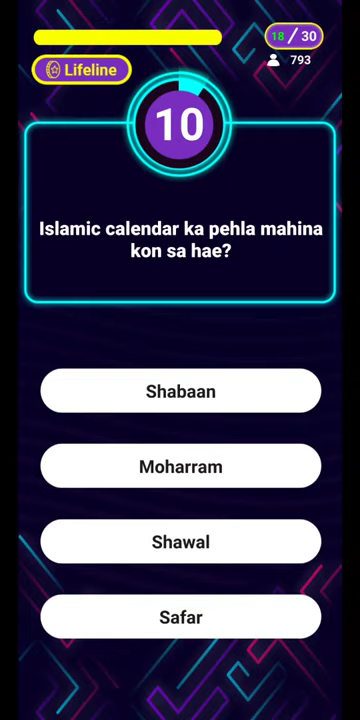 18 / 30
Lifeline
793
10
Islamic calendar ka pehla mahina
kon sa hae?
Shabaan
Moharram
Shawal
Safar